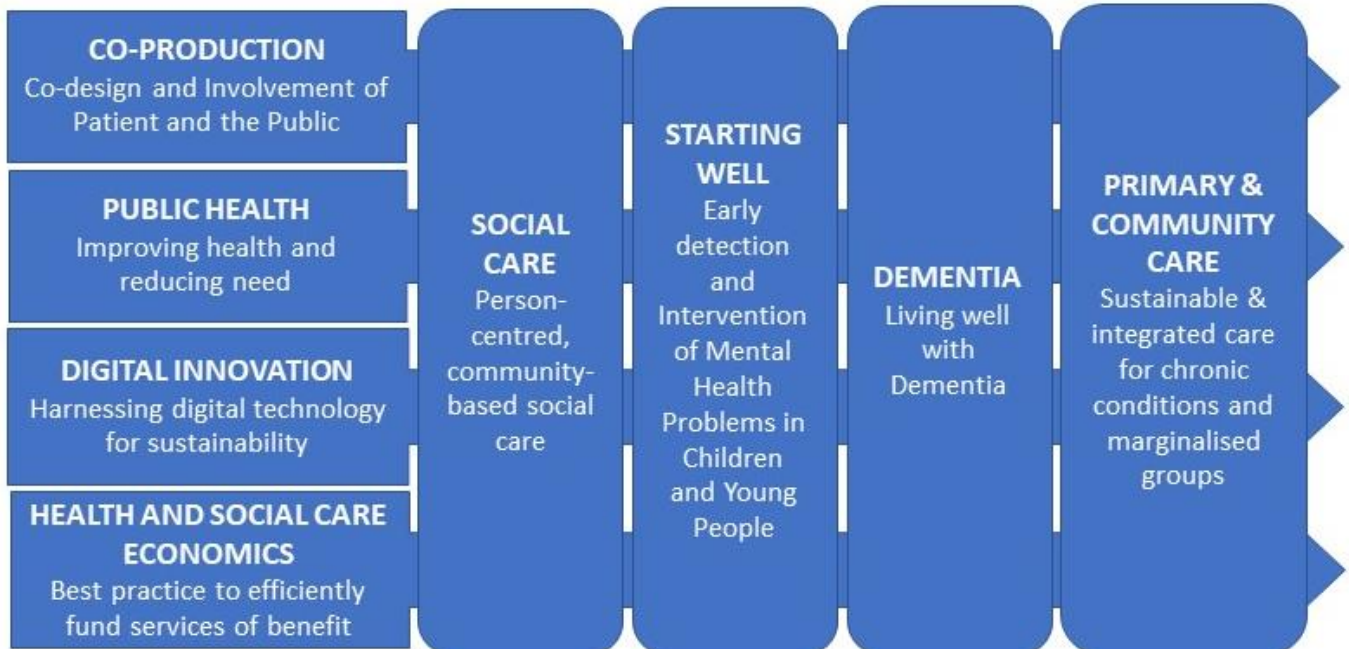 CO-PRODUCTION
Co-design and Involvement of
Patient and the Public
PUBLIC HEALTH
Improving health and
reducing need
DIGITAL INNOVATION
Harnessing digital technology
for sustainability
HEALTH AND SOCIAL CARE
ECONOMICS
Best practice to efficiently
fund services of benefit
SOCIAL
CARE
Person-
centred,
community-
based social
care
STARTING
WELL
Early
detection
and
Intervention
of Mental
Health
Problems in
Children
and Young
People
DEMENTIA
Living well
with
Dementia
PRIMARY &
COMMUNITY
CARE
Sustainable &
integrated care
for chronic
conditions and
marginalised
groups